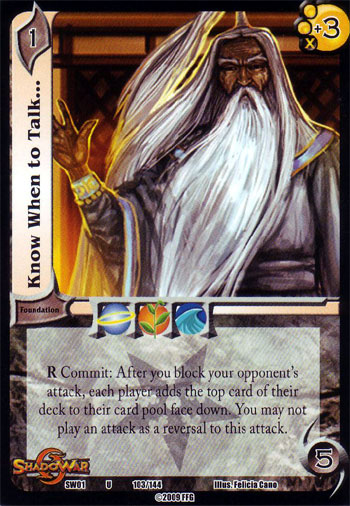 1
+3
X
Know When to Talk...
Foundation
R Commit: After you block your opponent's
attack, each player adds the top card of their
deck to their card pool face down. You may not
play an attack as a reversal to this attack.
5
SHADOWAR
SW01 U 103/144 Illus. Felicia Cano
©2009 FFG